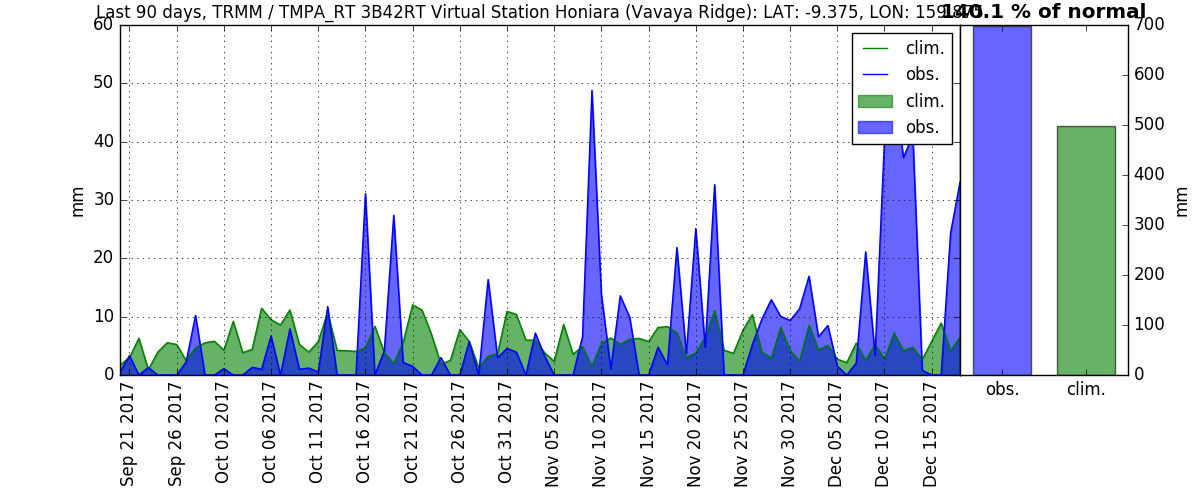 Last 90 days, TRMM / TMPA_RT 3B42RT Virtual Station Honiara (Vavaya Ridge): LAT: -9.375, LON: 159.875
140.1 % of normal
60
50
40
30
20
10
0
mm
clim.
obs.
clim.
obs.
700
600
500
400
300
200
100
0
mm
obs.
clim.
Sep 21 2017
Sep 26 2017
Oct 01 2017
Oct 06 2017
Oct 11 2017
Oct 16 2017
Oct 21 2017
Oct 26 2017
Oct 31 2017
Nov 05 2017
Nov 10 2017
Nov 15 2017
Nov 20 2017
Nov 25 2017
Nov 30 2017
Dec 05 2017
Dec 10 2017
Dec 15 2017